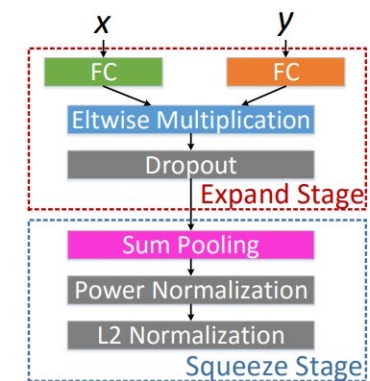 x y
FC FC
Eltwise Multiplication
Dropout
Expand Stage
Sum Pooling
Power Normalization
L2 Normalization
Squeeze Stage